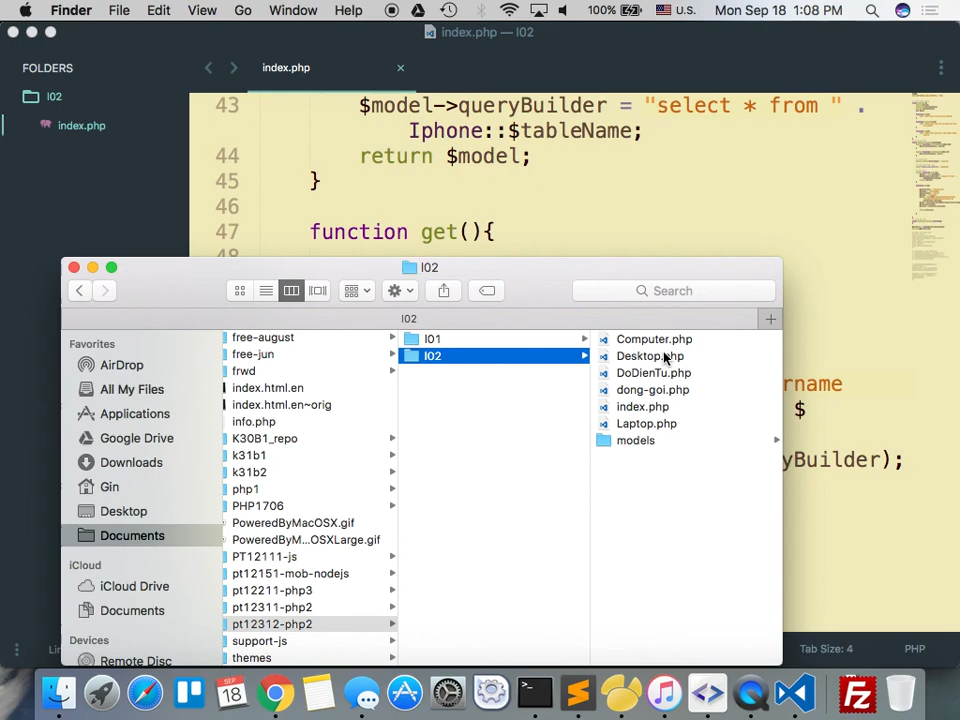 Finder File Edit View Go Window Help 100% U.S. Mon Sep 18 1:08 PM
index.php — l02
FOLDERS
l02
index.php
index.php ×
43 $model->queryBuilder = "select * from " .
Iphone::$tableName;
44 return $model;
45 }
46
47 function get(){
l02
Search
l02
Favorites
AirDrop
All My Files
Applications
Google Drive
Downloads
Gin
Desktop
Documents
iCloud
iCloud Drive
Documents
Devices
Remote Disc
free-august
free-jun
frwd
index.html.en
index.html.en~orig
info.php
K30B1_repo
k31b1
k31b2
php1
PHP1706
PoweredByMacOSX.gif
PoweredByM...OSXLarge.gif
PT12111-js
pt12151-mob-nodejs
pt12211-php3
pt12311-php2
pt12312-php2
support-js
themes
l01
l02
Computer.php
Desktop.php
DoDienTu.php
dong-goi.php
index.php
Laptop.php
models
rname
$
yBuilder);
Tab Size: 4 PHP
SEP
18